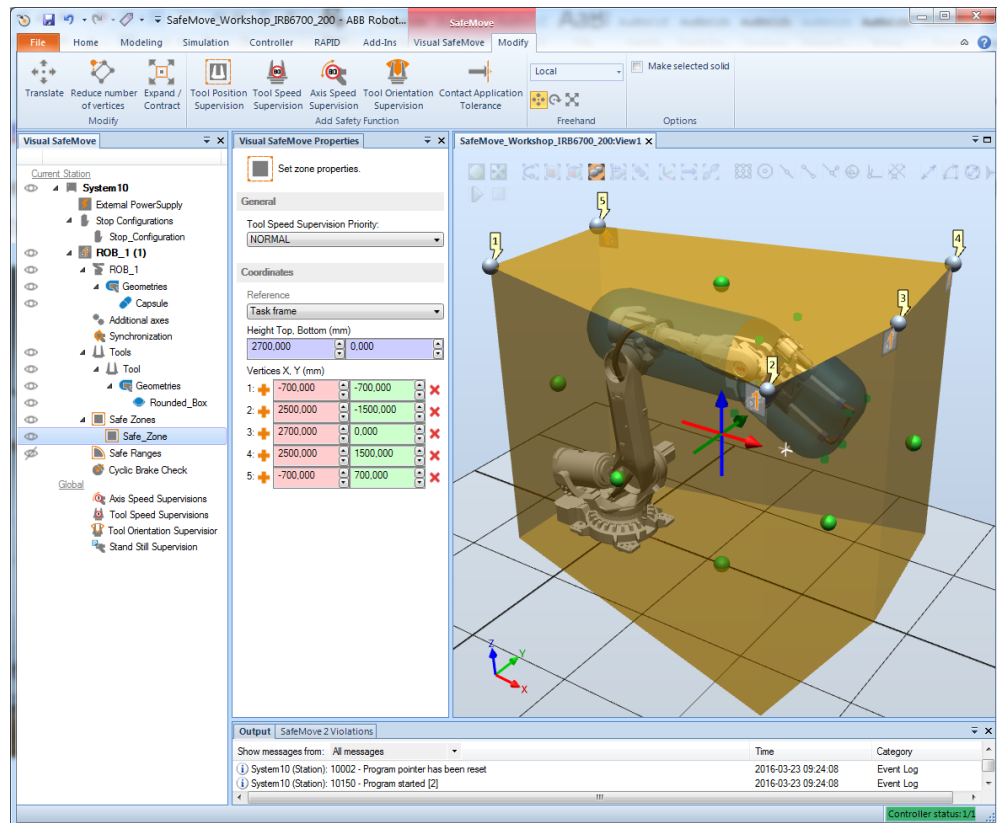 SafeMove_Workshop_IRB6700_200 - ABB Robot...
SafeMove
File Home Modeling Simulation Controller RAPID Add-Ins Visual SafeMove Modify
Translate Reduce number of vertices Expand / Contract
Modify
Tool Position Supervision Tool Speed Supervision Axis Speed Supervision Tool Orientation Supervision Contact Application Tolerance
Add Safety Function
Local
Freehand
Make selected solid
Options
Visual SafeMove
Current Station
System10
External PowerSupply
Stop Configurations
Stop_Configuration
ROB_1 (1)
ROB_1
Geometries
Capsule
Additional axes
Synchronization
Tools
Tool
Geometries
Rounded_Box
Safe Zones
Safe_Zone
Safe Ranges
Cyclic Brake Check
Global
Axis Speed Supervisions
Tool Speed Supervisions
Tool Orientation Supervisior
Stand Still Supervision
Visual SafeMove Properties
Set zone properties.
General
Tool Speed Supervision Priority:
NORMAL
Coordinates
Reference
Task frame
Height Top, Bottom (mm)
2700,000 0,000
Vertices X, Y (mm)
1: -700,000 -700,000
2: 2500,000 -1500,000
3: 2700,000 0,000
4: 2500,000 1500,000
5: -700,000 700,000
SafeMove_Workshop_IRB6700_200:View1
5
1
4
3
2
Z
Y
X
Output SafeMove 2 Violations
Show messages from: All messages Time Category
System10 (Station): 10002 - Program pointer has been reset 2016-03-23 09:24:08 Event Log
System10 (Station): 10150 - Program started [2] 2016-03-23 09:24:08 Event Log
Controller status: 1/1